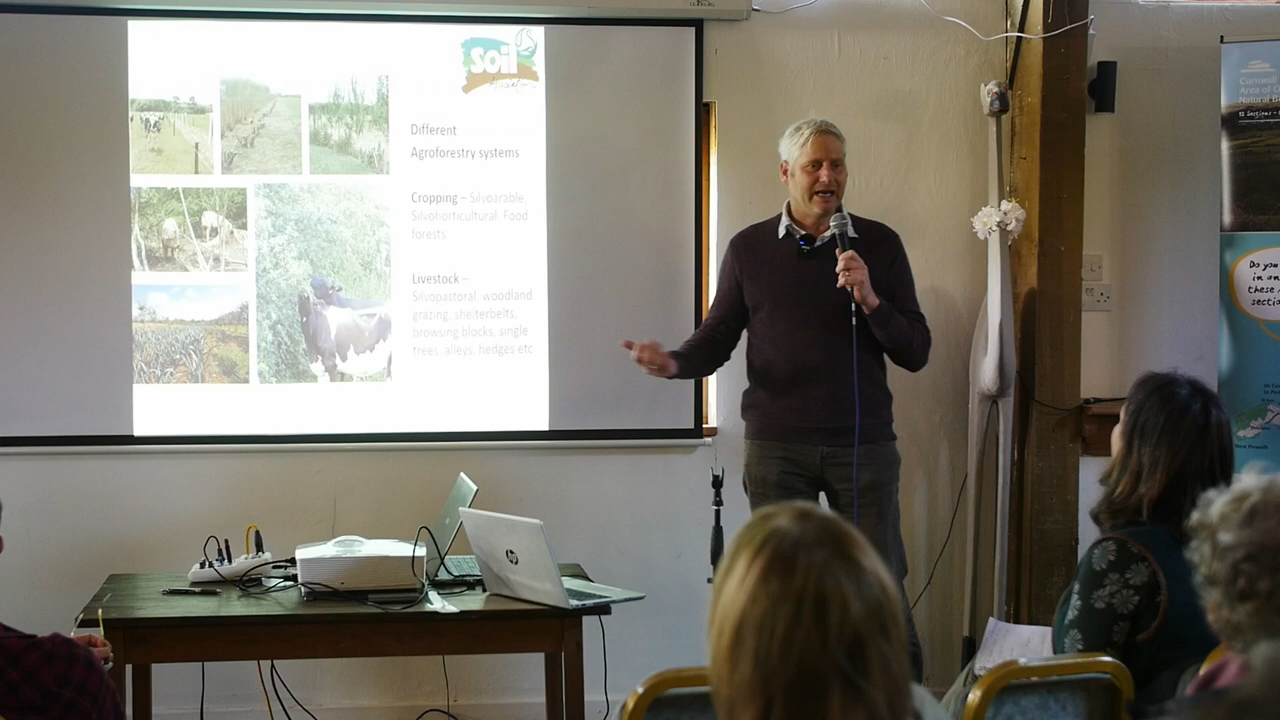 soil
Different
Agroforestry systems
Cropping – Silvoarable,
Silvohorticultural, Food
forests
Livestock –
Silvopastoral, woodland
grazing, shelterbelts,
browsing blocks, single
trees, alleys, hedges etc
hp
Cornwall
Area of O
Natural B
Do you
in an
these
sectio